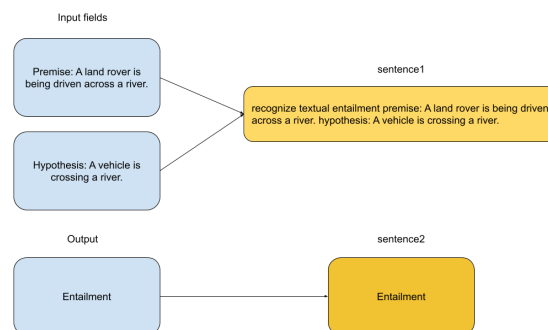 Input fields
Premise: A land rover is
being driven across a river.
sentence1
recognize textual entailment premise: A land rover is being driven
across a river. hypothesis: A vehicle is crossing a river.
Hypothesis: A vehicle is
crossing a river.
Output
sentence2
Entailment
Entailment